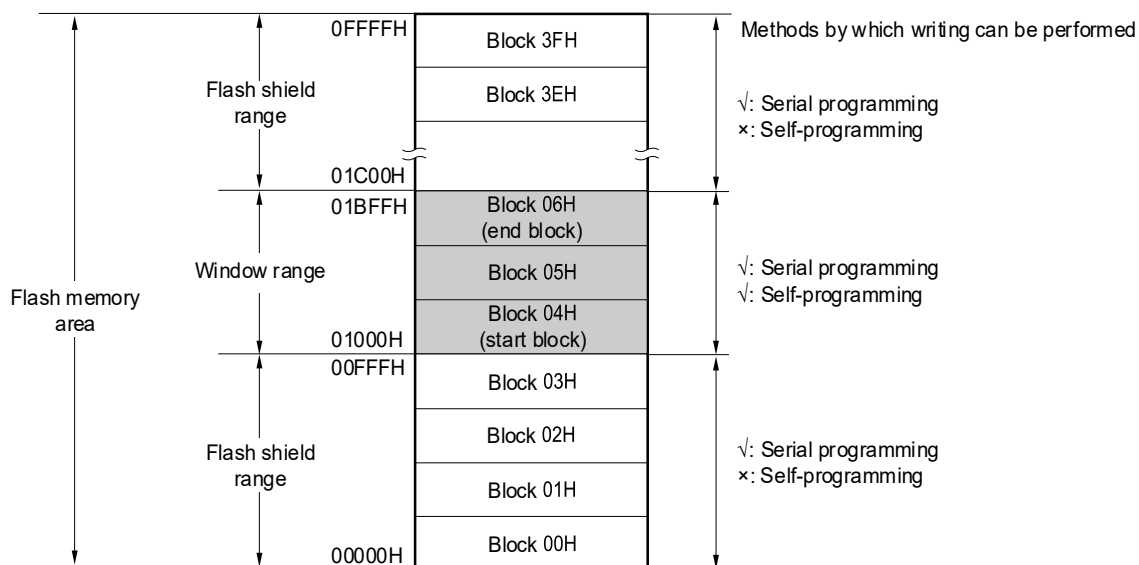 0FFFFH
Block 3FH
Methods by which writing can be performed
Flash shield
range
Block 3EH
√: Serial programming
×: Self-programming
01C00H
01BFFH
Block 06H
(end block)
Window range
Block 05H
√: Serial programming
√: Self-programming
Flash memory
area
Block 04H
(start block)
01000H
00FFFH
Block 03H
Flash shield
range
Block 02H
√: Serial programming
×: Self-programming
Block 01H
Block 00H
00000H